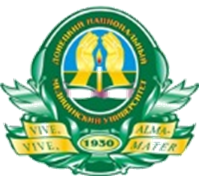 ДОНЕЦКИЙ НАЦИОНАЛЬНЫЙ
МЕДИЦИНСКИЙ УНИВЕРСИТЕТ
VIVE, ALMA-
VIVE, 1930 MATER